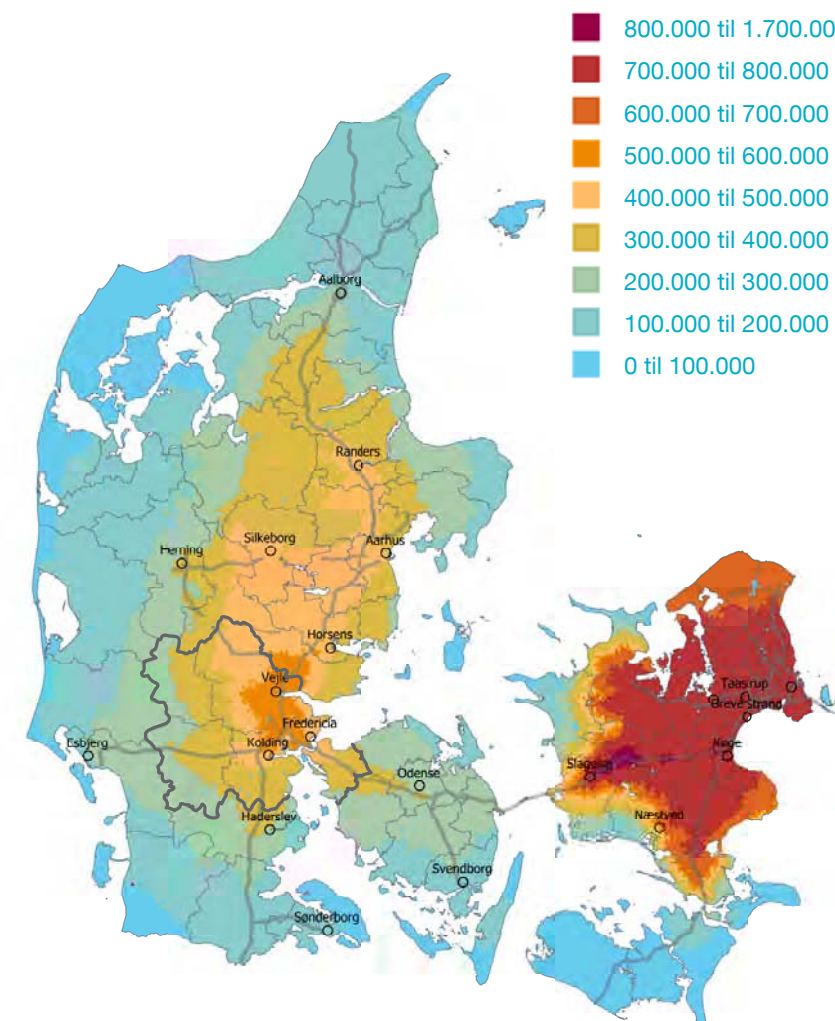 800.000 til 1.700.00
700.000 til 800.000
600.000 til 700.000
500.000 til 600.000
400.000 til 500.000
300.000 til 400.000
200.000 til 300.000
100.000 til 200.000
0 til 100.000
Aalborg
Randers
Silkeborg
Aarhus
Herning
Horsens
Vejle
Fredericia
Kolding
Esbjerg
Odense
Haderslev
Svendborg
Sønderborg
Taastrup
Greve Strand
Køge
Slagelse
Næstved